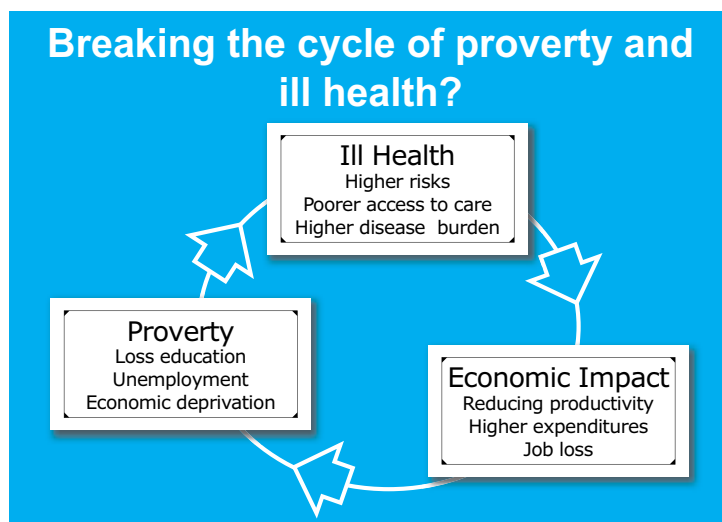 Breaking the cycle of proverty and
ill health?
Ill Health
Higher risks
Poorer access to care
Higher disease burden
Proverty
Loss education
Unemployment
Economic deprivation
Economic Impact
Reducing productivity
Higher expenditures
Job loss